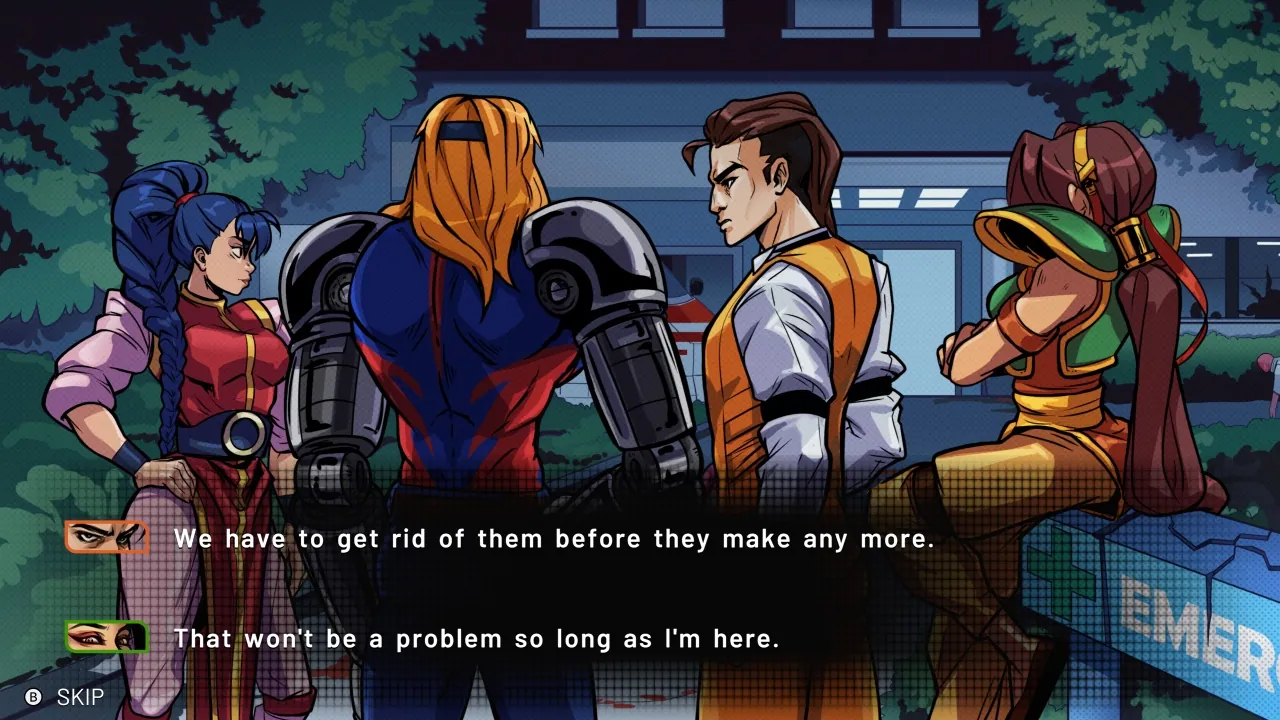 We have to get rid of them before they make any more.
That won't be a problem so long as I'm here.
EMERG
B SKIP